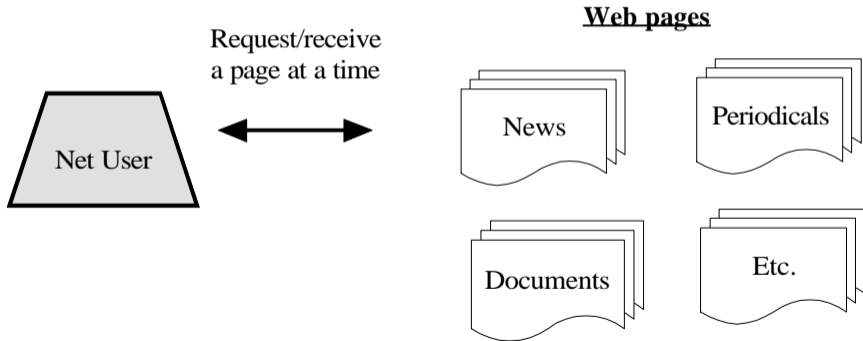 Web pages
Request/receive
a page at a time
Net User
News
Periodicals
Documents
Etc.